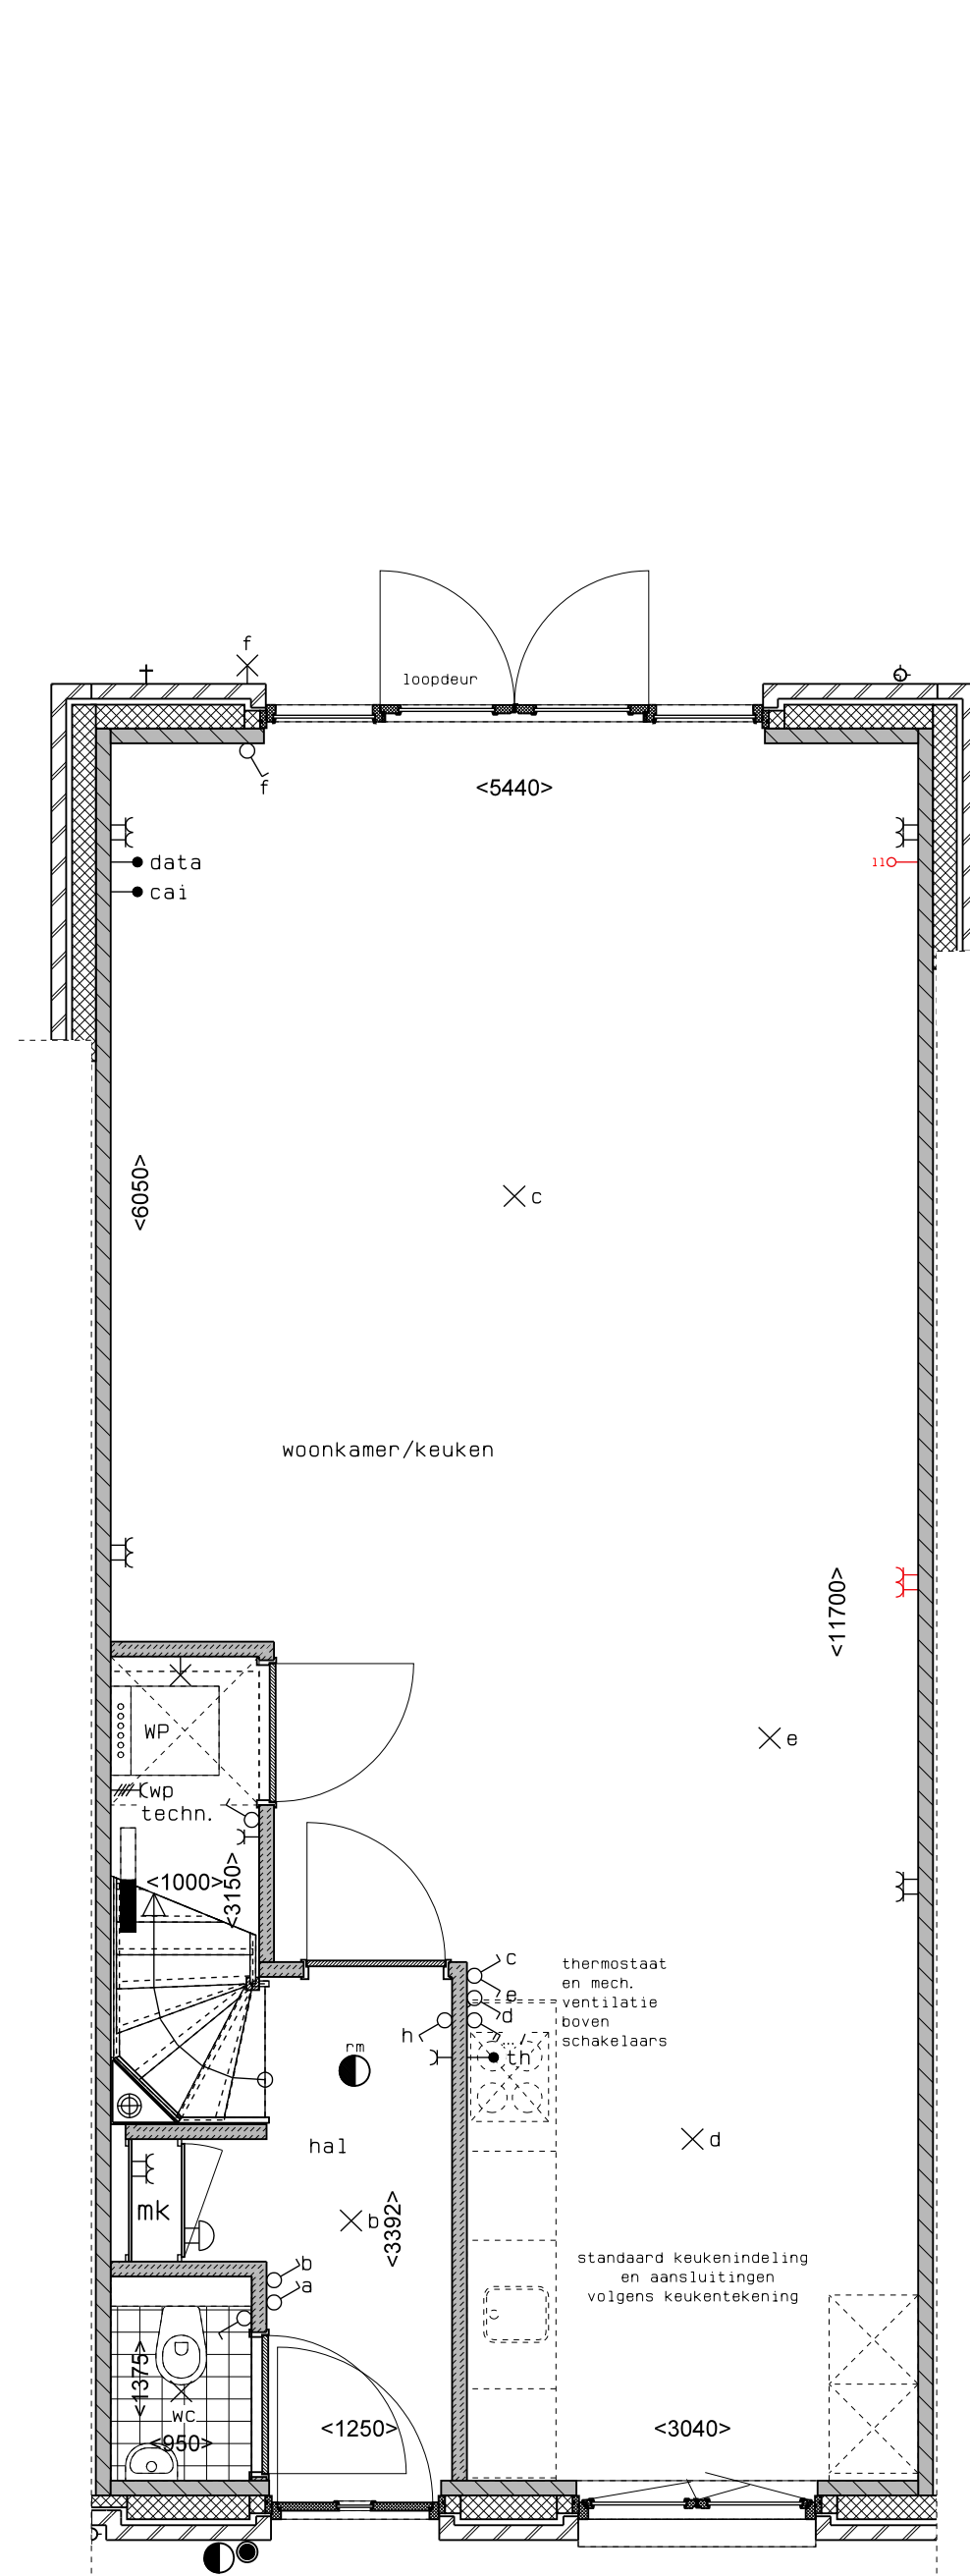 f
loopdeur
f
<5440>
data
11
cai
<6050>
c
woonkamer/keuken
<11700>
WP
e
wp
techn.
<1000>
<3150>
c
thermostaat
en mech.
ventilatie
boven
schakelaars
e
d
h
rm
th
hal
d
mk
b
<3392>
standaard keukenindeling
en aansluitingen
volgens keukentekening
b
a
<1375>
wc
<950>
<1250>
<3040>